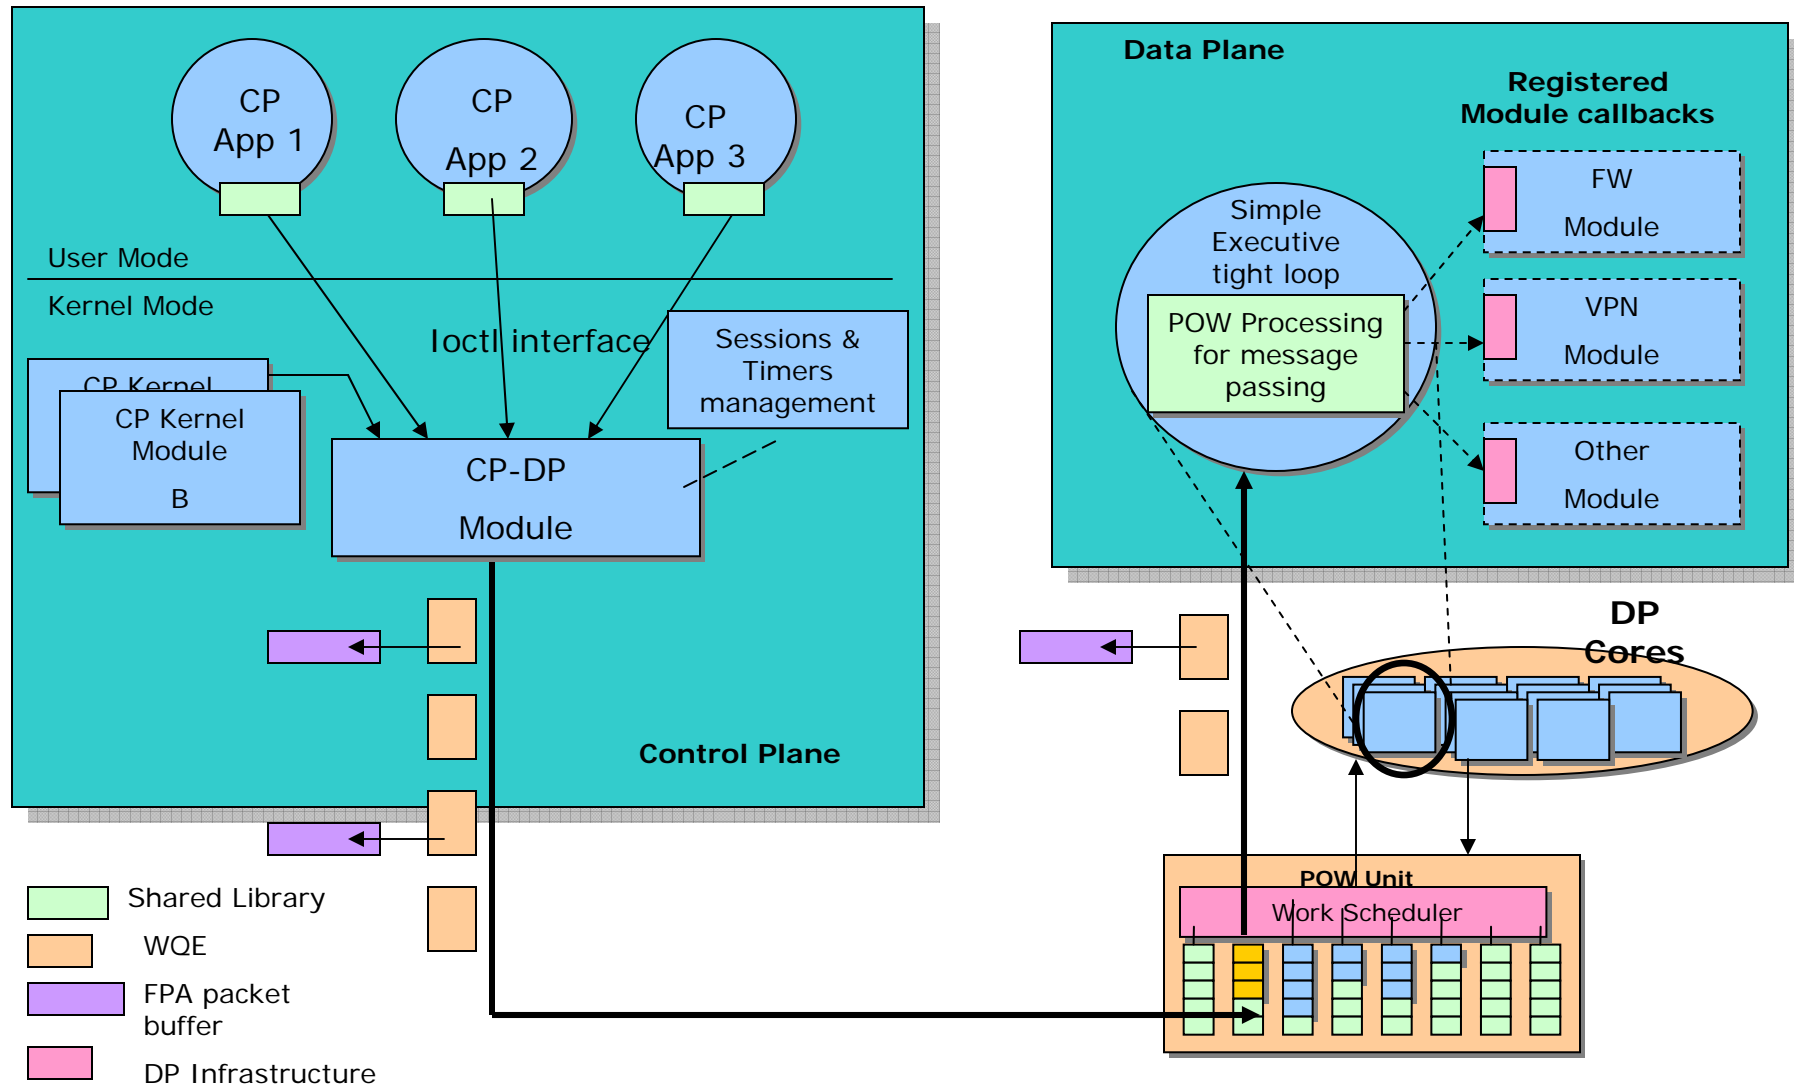 CP
App 1
CP
App 2
CP
App 3
User Mode
Kernel Mode
Ioctl interface
Sessions &
Timers
management
CP Kernel
CP Kernel
Module
B
CP-DP
Module
Control Plane
Shared Library
WQE
FPA packet
buffer
DP Infrastructure
Data Plane
Registered
Module callbacks
Simple
Executive
tight loop
POW Processing
for message
passing
FW
Module
VPN
Module
Other
Module
DP
Cores
POW Unit
Work Scheduler